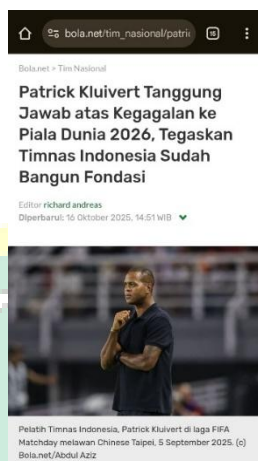 bola.net/tim_nasional/patric
15
Bola.net > Tim Nasional
Patrick Kluivert Tanggung
Jawab atas Kegagalan ke
Piala Dunia 2026, Tegaskan
Timnas Indonesia Sudah
Bangun Fondasi
Editor richard andreas
Diperbarui: 16 Oktober 2025, 14:51 WIB
Pelatih Timnas Indonesia, Patrick Kluivert di laga FIFA
Matchday melawan Chinese Taipei, 5 September 2025. (c)
Bola.net/Abdul Aziz